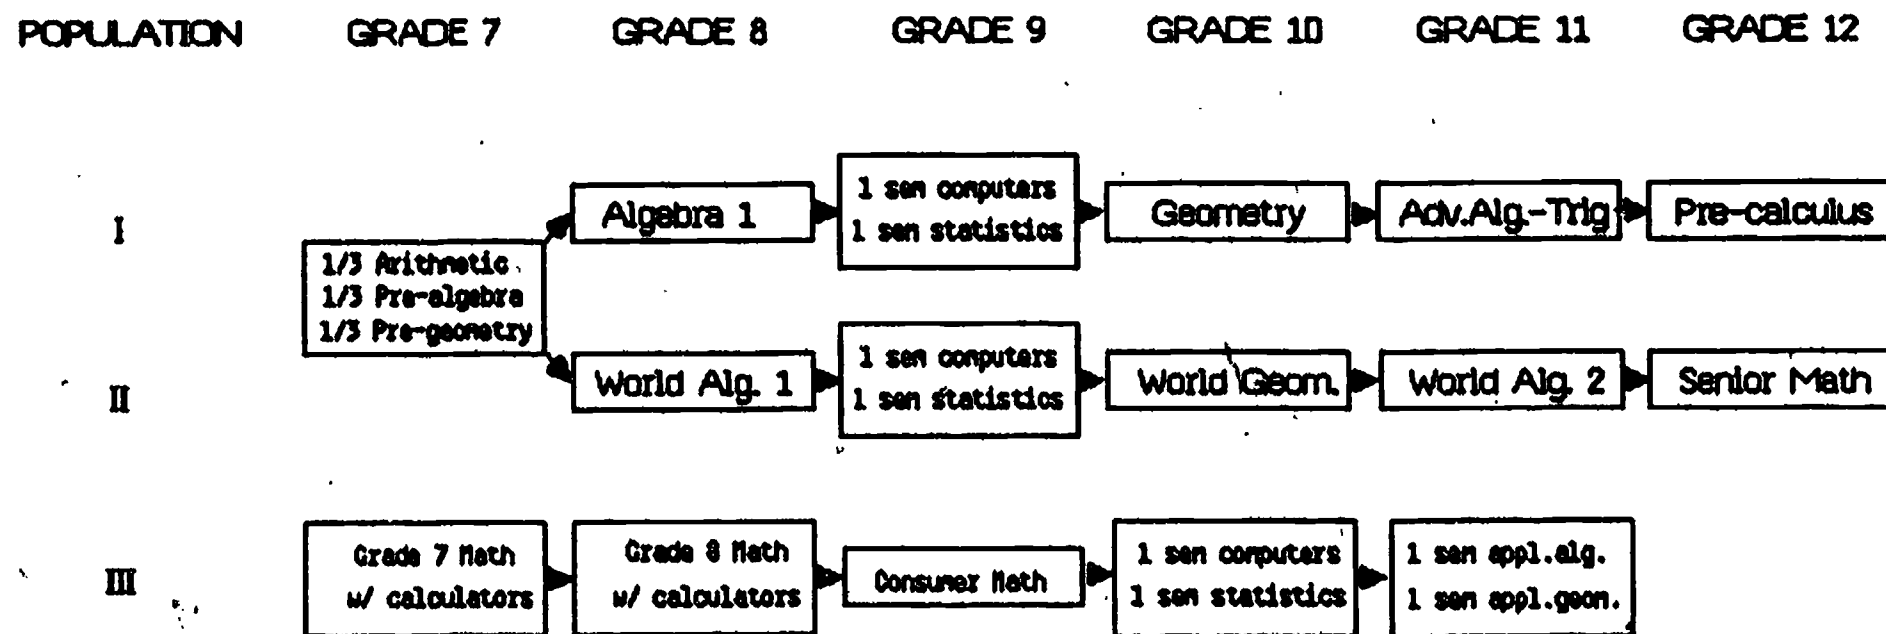 POPULATION GRADE 7 GRADE 8 GRADE 9 GRADE 10 GRADE 11 GRADE 12
I
1/3 Arithmetic
1/3 Pre-algebra
1/3 Pre-geometry
Algebra 1
1 sem computers
1 sem statistics
Geometry
Adv.Alg.-Trig
Pre-calculus
II
World Alg. 1
1 sem computers
1 sem statistics
World Geom.
World Alg. 2
Senior Math
III
Grade 7 Math
w/ calculators
Grade 8 Math
w/ calculators
Consumer Math
1 sem computers
1 sem statistics
1 sem appl.alg.
1 sem appl.geom.